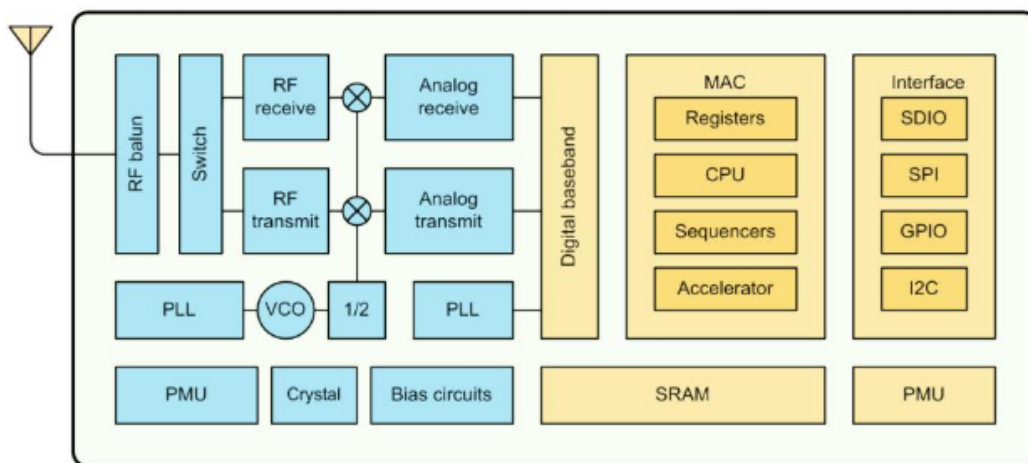 RF balun
Switch
RF
receive
Analog
receive
RF
transmit
Analog
transmit
PLL
VCO
1/2
PLL
Digital baseband
MAC
Registers
CPU
Sequencers
Accelerator
Interface
SDIO
SPI
GPIO
I2C
PMU
Crystal
Bias circuits
SRAM
PMU